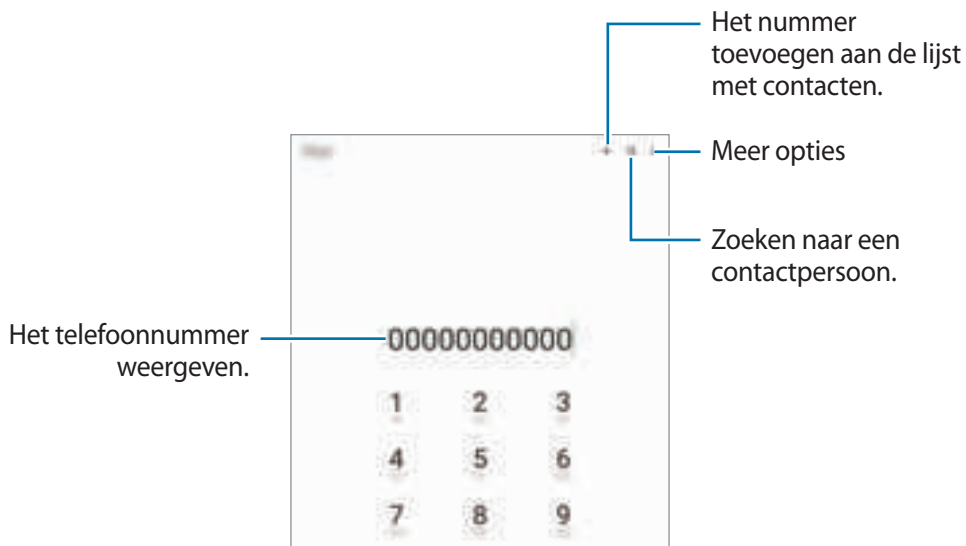 Het nummer
toevoegen aan de lijst
met contacten.
Meer opties
Zoeken naar een
contactpersoon.
Het telefoonnummer
weergeven.
00000000000
1 2 3
4 5 6
7 8 9